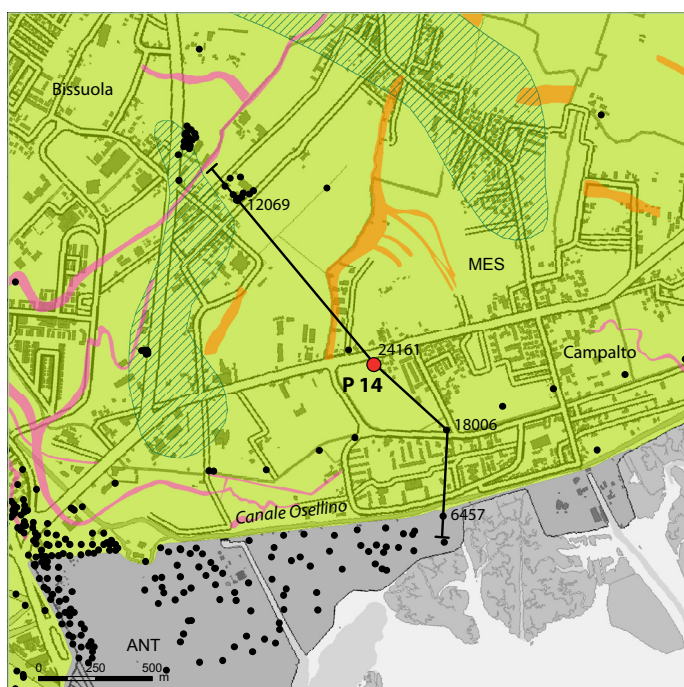 Bissuola
12069
MES
24161
P 14
Campalto
18006
Canale Osellino
6457
ANT
0 250 500
m